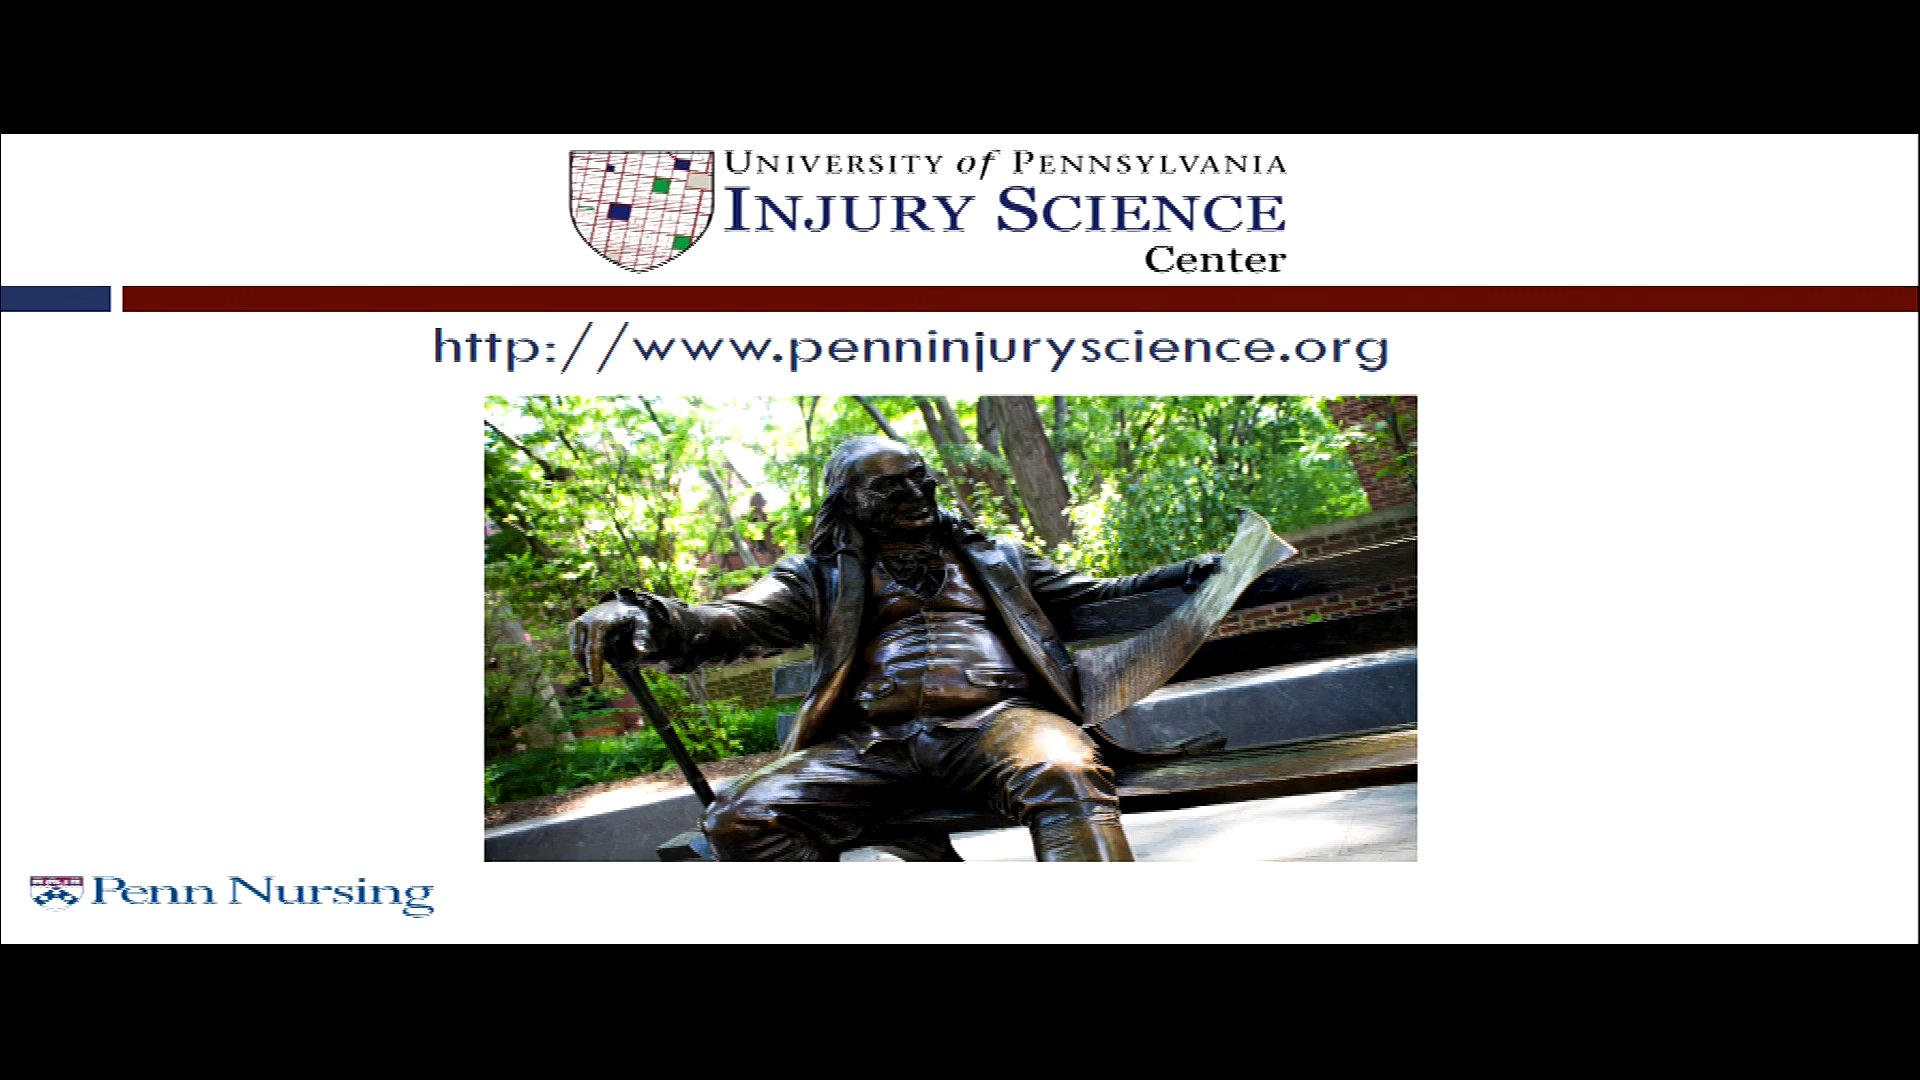 UNIVERSITY of PENNSYLVANIA
INJURY SCIENCE
Center
http://www.penninjuryscience.org
Penn Nursing